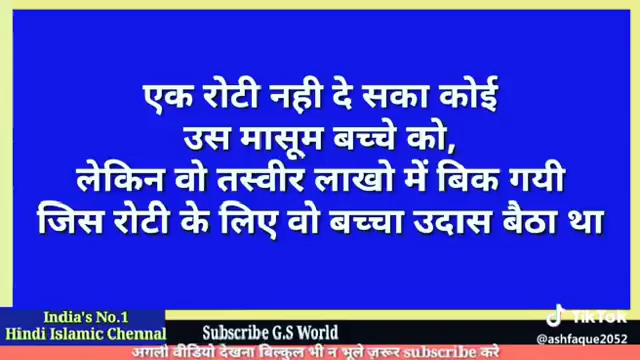 एक रोटी नही दे सका कोई
उस मासूम बच्चे को,
लेकिन वो तस्वीर लाखो में बिक गयी
जिस रोटी के लिए वो बच्चा उदास बैठा था
India's No.1
Hindi Islamic Chennal
Subscribe G.S World
TikTok
@ashfaque2052
अगली वीडियो देखना बिल्कुल भी न भूले ज़रूर subscribe करे